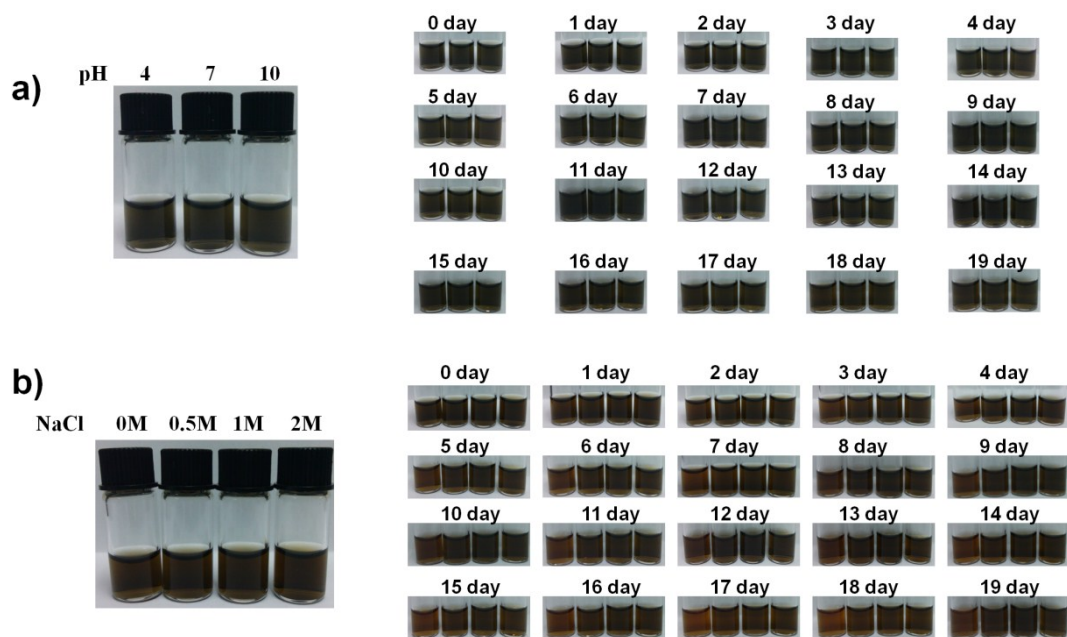 a)
pH 4 7 10
0 day 1 day 2 day 3 day 4 day
5 day 6 day 7 day 8 day 9 day
10 day 11 day 12 day 13 day 14 day
15 day 16 day 17 day 18 day 19 day
b)
NaCl 0M 0.5M 1M 2M
0 day 1 day 2 day 3 day 4 day
5 day 6 day 7 day 8 day 9 day
10 day 11 day 12 day 13 day 14 day
15 day 16 day 17 day 18 day 19 day